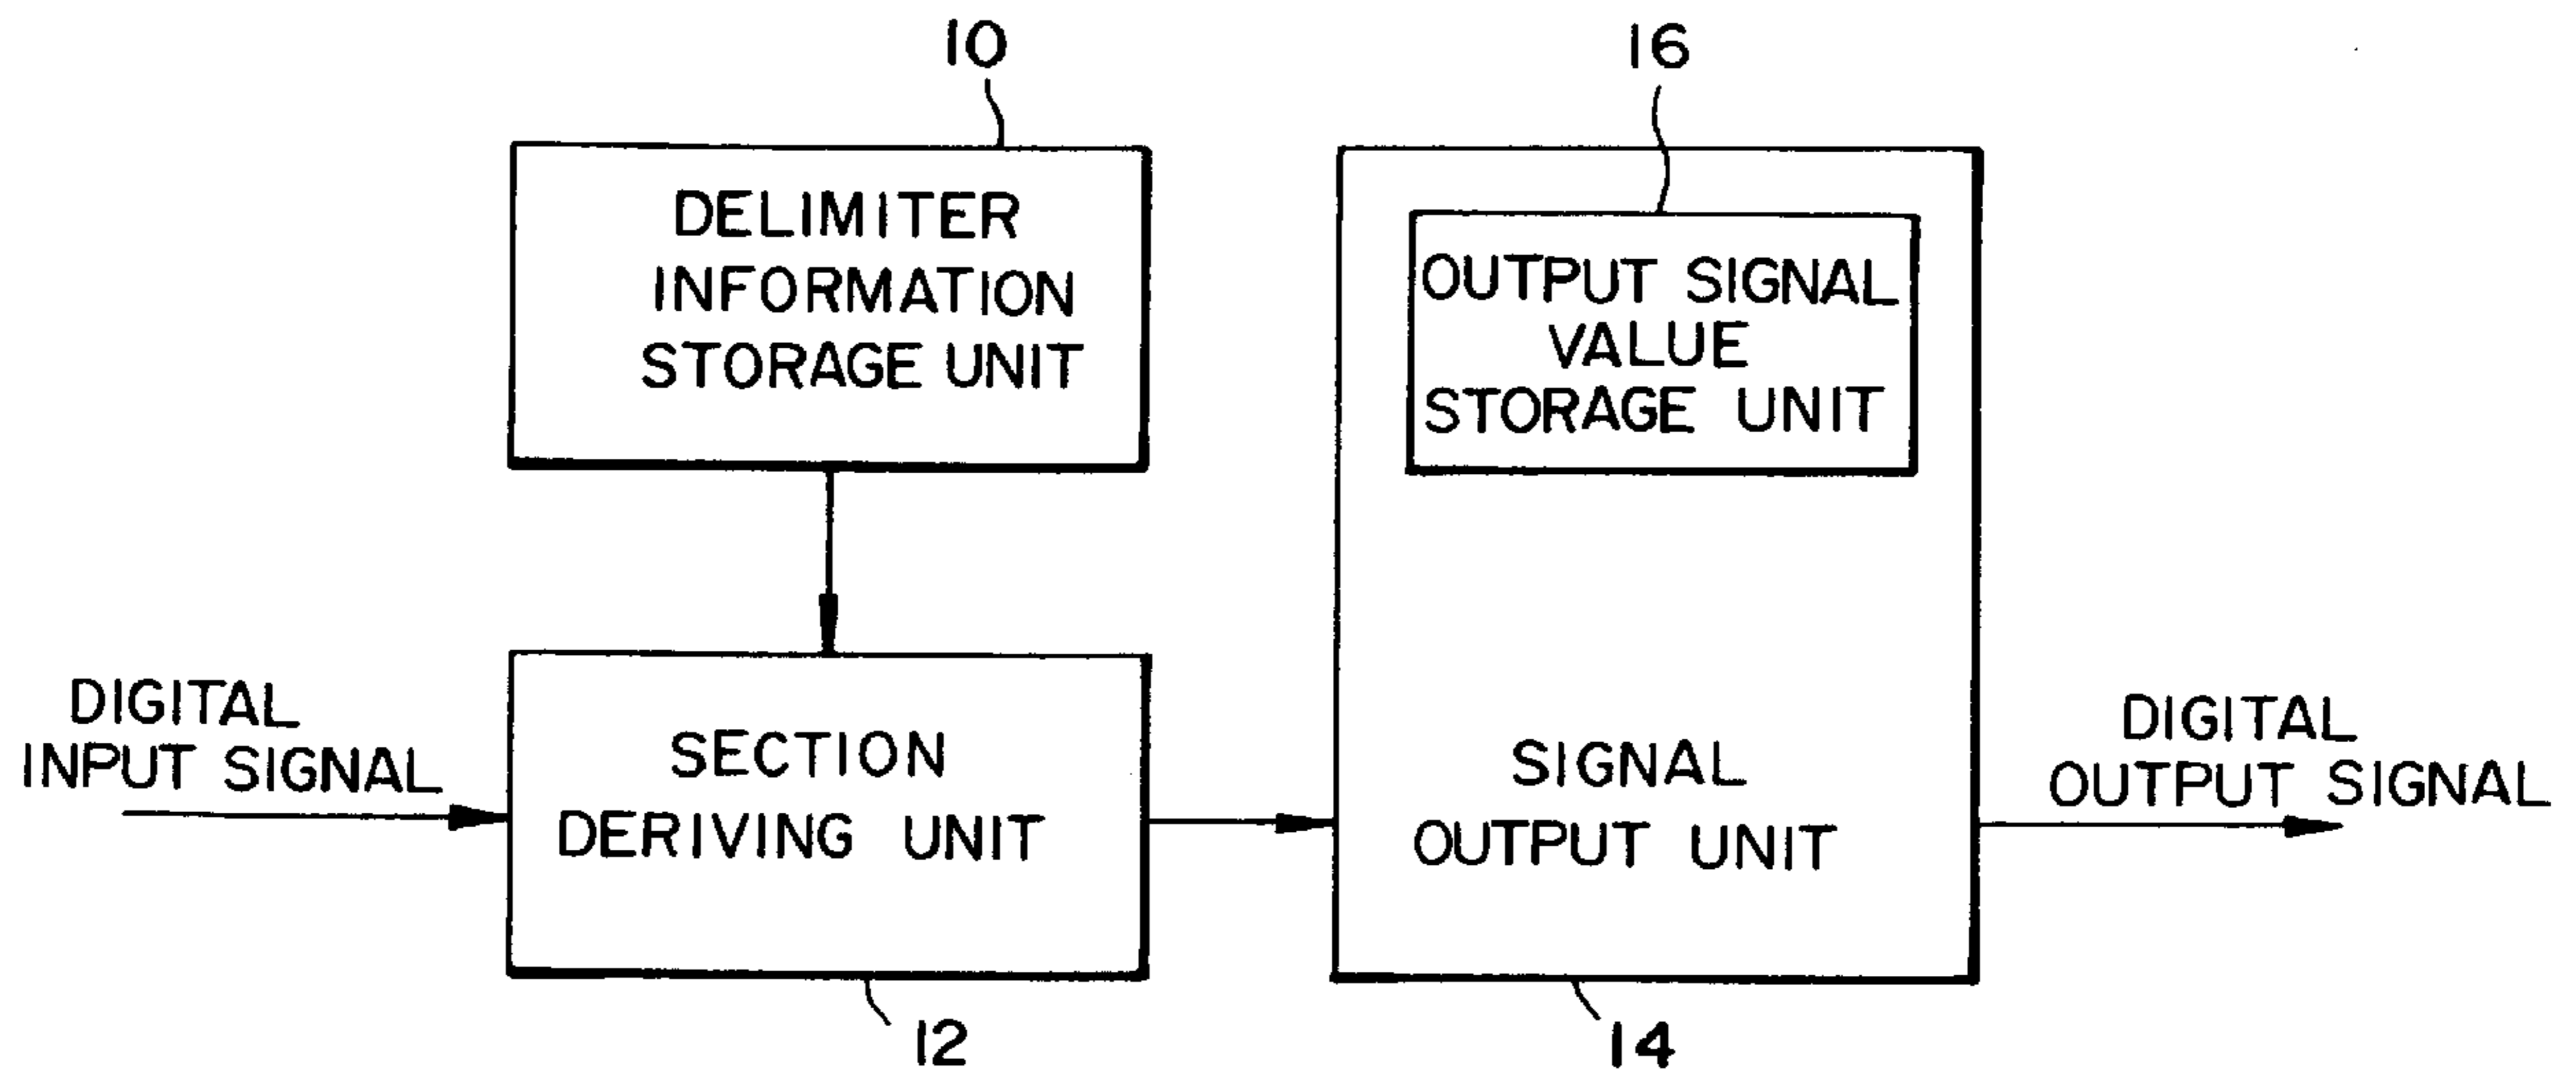 10
16
DELIMITER
INFORMATION
STORAGE UNIT
OUTPUT SIGNAL
VALUE
STORAGE UNIT
DIGITAL
INPUT SIGNAL
SECTION
DERIVING UNIT
SIGNAL
OUTPUT UNIT
DIGITAL
OUTPUT SIGNAL
12
14